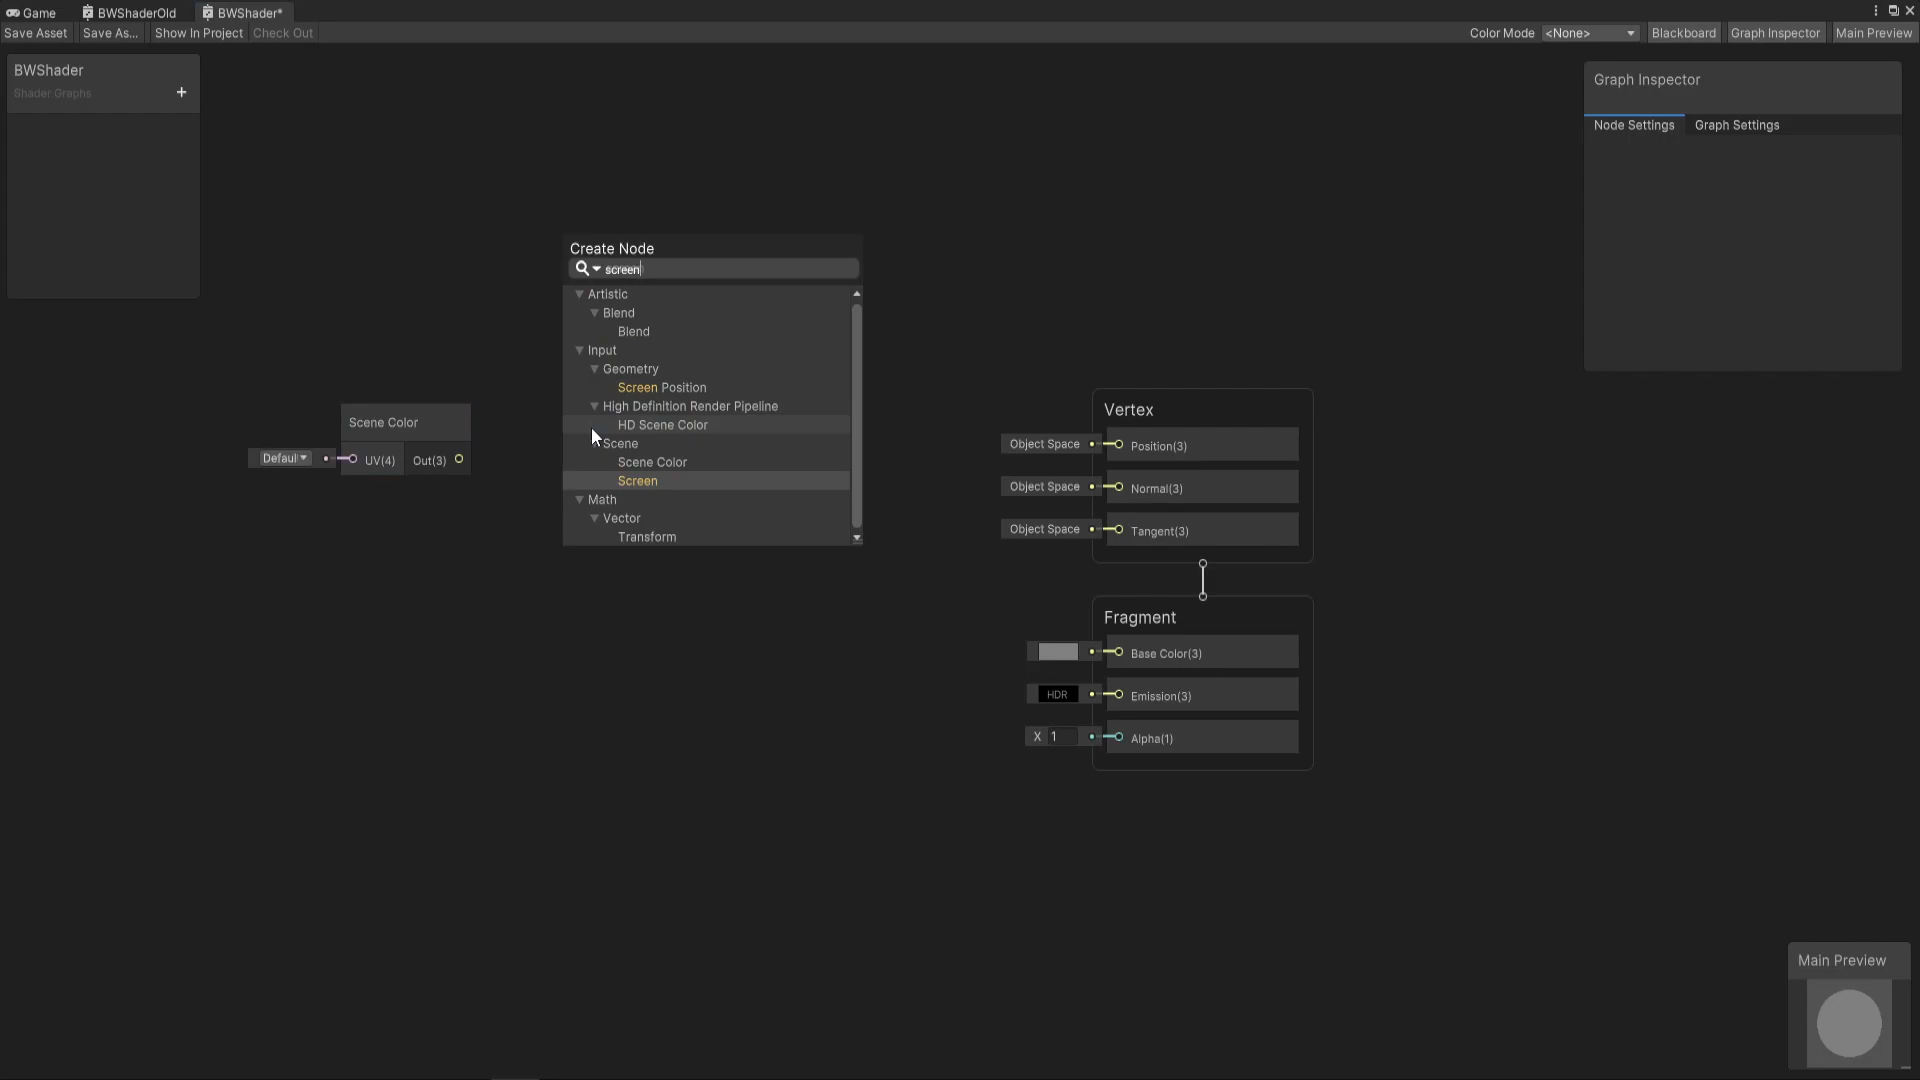 Game
BWShaderOld
BWShader*
Save Asset
Save As...
Show In Project
Check Out
Color Mode
<None>
Blackboard
Graph Inspector
Main Preview
BWShader
Shader Graphs
+
Graph Inspector
Node Settings
Graph Settings
Create Node
screen
Artistic
Blend
Blend
Input
Geometry
Screen Position
High Definition Render Pipeline
HD Scene Color
Scene
Scene Color
Screen
Math
Vector
Transform
Scene Color
Defaul
UV(4)
Out(3)
Vertex
Object Space
Position(3)
Object Space
Normal(3)
Object Space
Tangent(3)
Fragment
Base Color(3)
HDR
Emission(3)
X 1
Alpha(1)
Main Preview